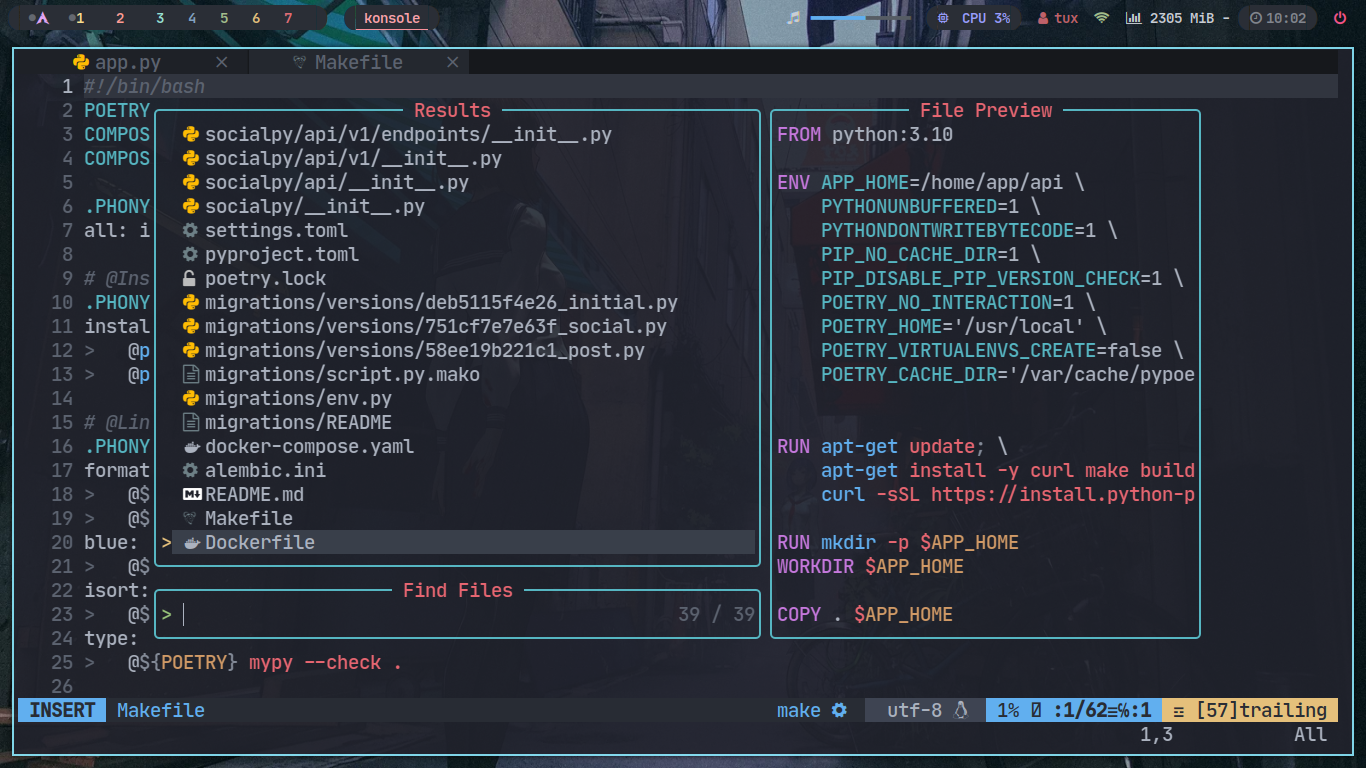 1 2 3 4 5 6 7 konsole CPU 3% tux 2305 MiB - 10:02
app.py Makefile
1 #!/bin/bash
2 POETRY
3 COMPOS
4 COMPOS
5
6 .PHONY
7 all: i
8
9 # @Ins
10 .PHONY
11 instal
12 > @p
13 > @p
14
15 # @Lin
16 .PHONY
17 format
18 > @$
19 > @$
20 blue:
21 > @$
22 isort:
23 > @$
24 type:
25 > @${POETRY} mypy --check .
26
Results
socialpy/api/v1/endpoints/__init__.py
socialpy/api/v1/__init__.py
socialpy/api/__init__.py
socialpy/__init__.py
settings.toml
pyproject.toml
poetry.lock
migrations/versions/deb5115f4e26_initial.py
migrations/versions/751cf7e7e63f_social.py
migrations/versions/58ee19b221c1_post.py
migrations/script.py.mako
migrations/env.py
migrations/README
docker-compose.yaml
alembic.ini
README.md
Makefile
> Dockerfile
Find Files
> 39 / 39
File Preview
FROM python:3.10
ENV APP_HOME=/home/app/api \
PYTHONUNBUFFERED=1 \
PYTHONDONTWRITEBYTECODE=1 \
PIP_NO_CACHE_DIR=1 \
PIP_DISABLE_PIP_VERSION_CHECK=1 \
POETRY_NO_INTERACTION=1 \
POETRY_HOME='/usr/local' \
POETRY_VIRTUALENVS_CREATE=false \
POETRY_CACHE_DIR='/var/cache/pypoe
RUN apt-get update; \
apt-get install -y curl make build
curl -sSL https://install.python-p
RUN mkdir -p $APP_HOME
WORKDIR $APP_HOME
COPY . $APP_HOME
INSERT Makefile make utf-8 1% :1/62≡℅:1 ☲ [57]trailing
1,3 All